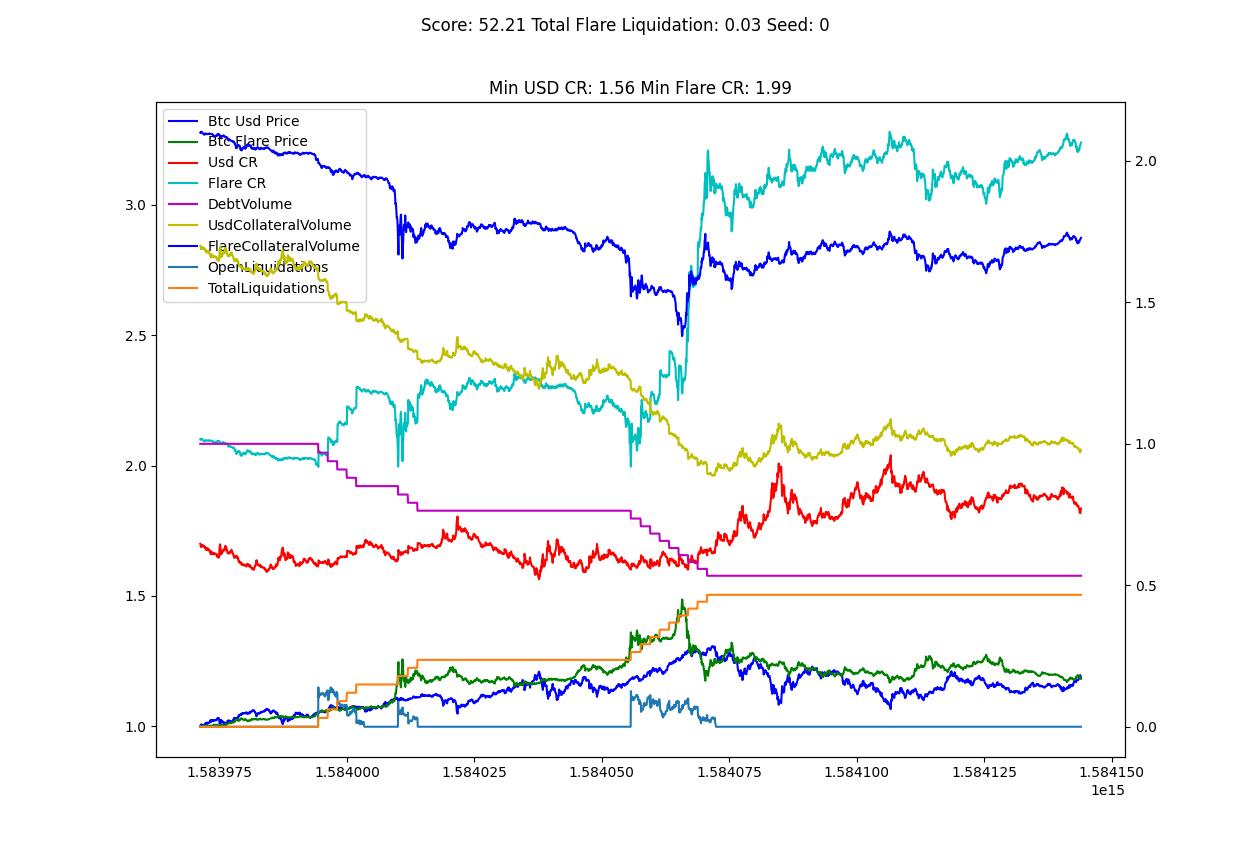 Score: 52.21 Total Flare Liquidation: 0.03 Seed: 0
Min USD CR: 1.56 Min Flare CR: 1.99
Btc Usd Price
Btc Flare Price
Usd CR
Flare CR
DebtVolume
UsdCollateralVolume
FlareCollateralVolume
OpenLiquidations
TotalLiquidations
3.0
2.5
2.0
1.5
1.0
2.0
1.5
1.0
0.5
0.0
1.583975 1.584000 1.584025 1.584050 1.584075 1.584100 1.584125 1.584150
1e15